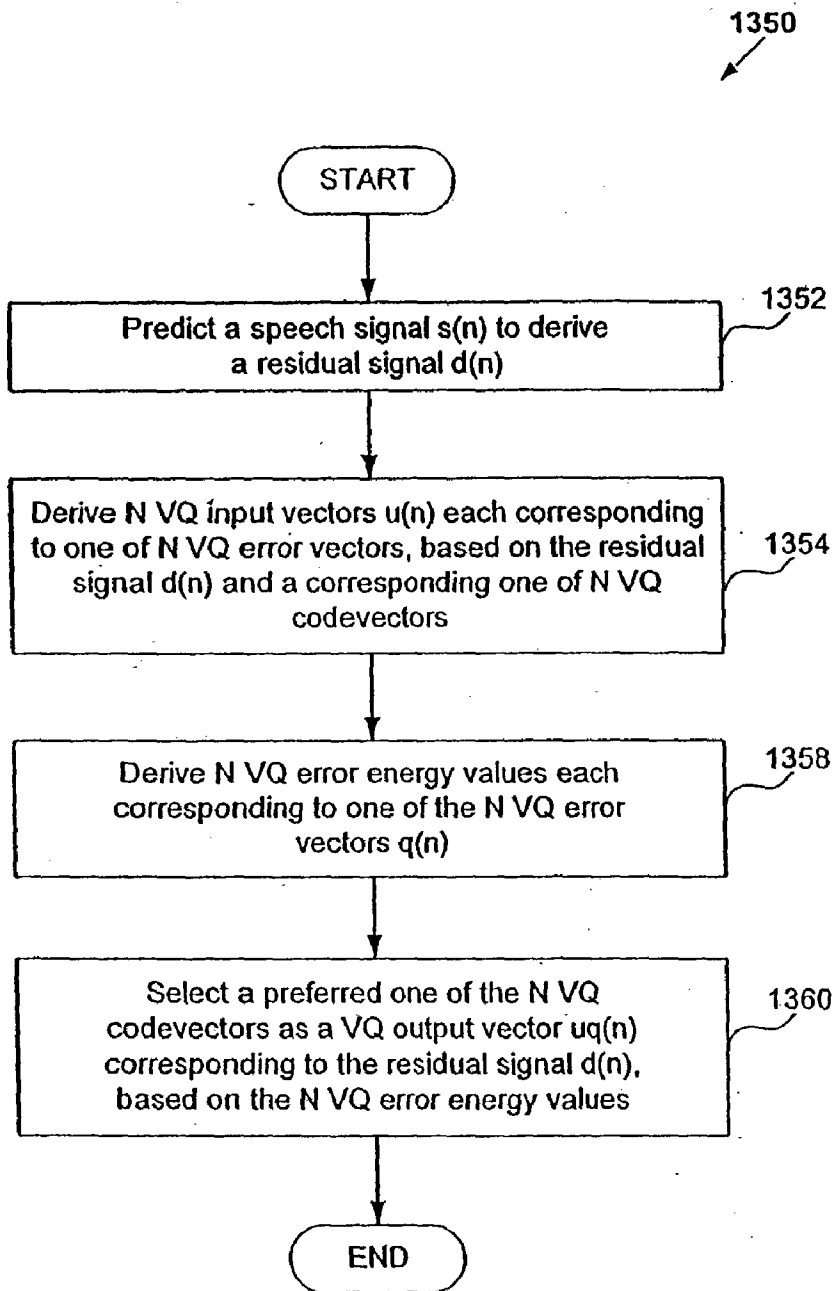 1350
START
1352
Predict a speech signal s(n) to derive
a residual signal d(n)
Derive N VQ input vectors u(n) each corresponding
to one of N VQ error vectors, based on the residual
signal d(n) and a corresponding one of N VQ
codevectors
1354
1358
Derive N VQ error energy values each
corresponding to one of the N VQ error
vectors q(n)
Select a preferred one of the N VQ
codevectors as a VQ output vector uq(n)
corresponding to the residual signal d(n),
based on the N VQ error energy values
1360
END